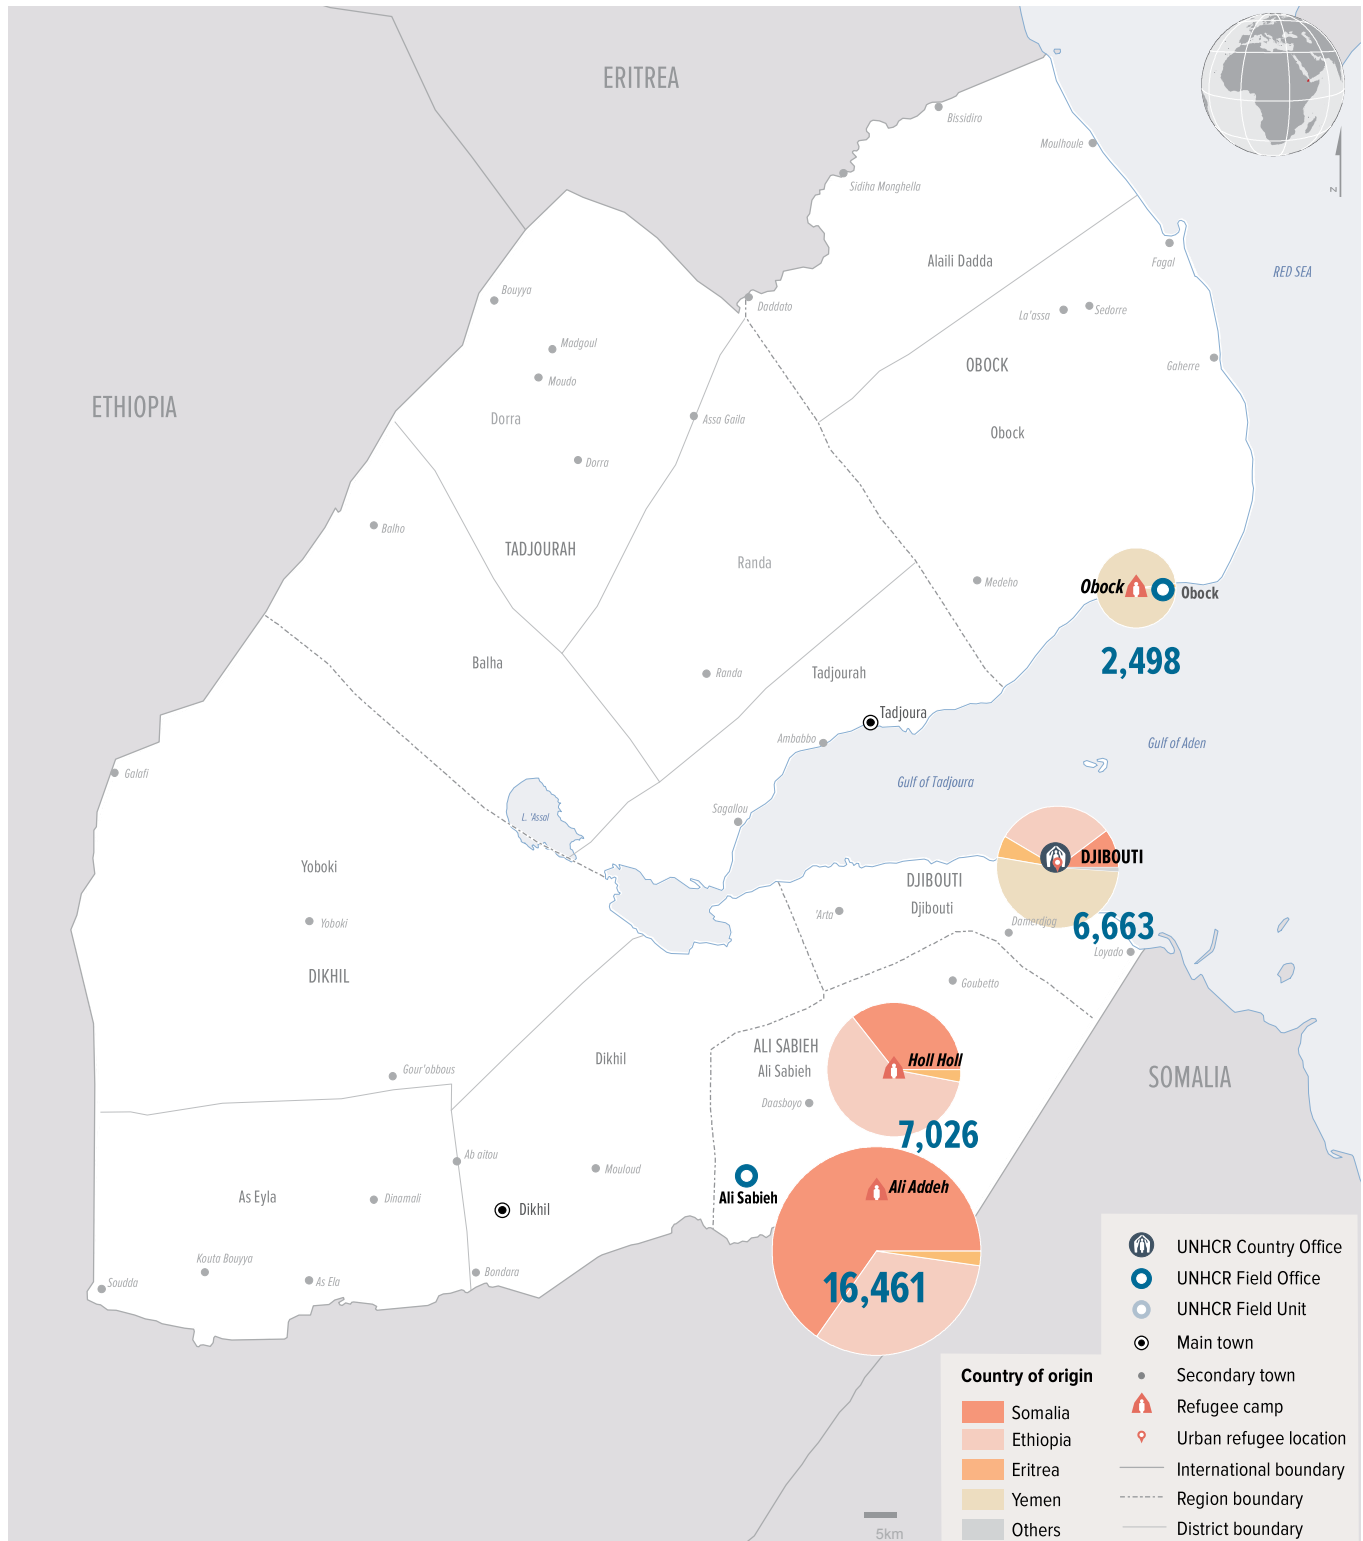 ERITREA
Bissidiro
Moulhoule
Sidiha Monghella
N
Alaili Dadda
Fagal
RED SEA
Bouyya
Daddato
La'assa
Sedorre
Madgoul
OBOCK
Gaherre
Moudo
ETHIOPIA
Dorra
Assa Gaila
Obock
Dorra
Balho
TADJOURAH
Randa
Medeho
Obock
Obock
2,498
Balha
Randa
Tadjourah
Tadjoura
Ambabbo
Gulf of Aden
Galafi
Gulf of Tadjoura
Sagallou
L. 'Assal
DJIBOUTI
Yoboki
DJIBOUTI
Djibouti
'Arta
Yoboki
Damerdjog
6,663
Loyado
DIKHIL
Goubetto
ALI SABIEH
Dikhil
Holl Holl
Gour'obbous
Ali Sabieh
SOMALIA
Daasboyo
7,026
Ab aitou
Mouloud
As Eyla
Dinamali
Ali Sabieh
Ali Addeh
Dikhil
Kouta Bouyya
Soudda
As Ela
Bondara
16,461
UNHCR Country Office
UNHCR Field Office
UNHCR Field Unit
Main town
Secondary town
Refugee camp
Urban refugee location
International boundary
Region boundary
District boundary
Country of origin
Somalia
Ethiopia
Eritrea
Yemen
Others
5km